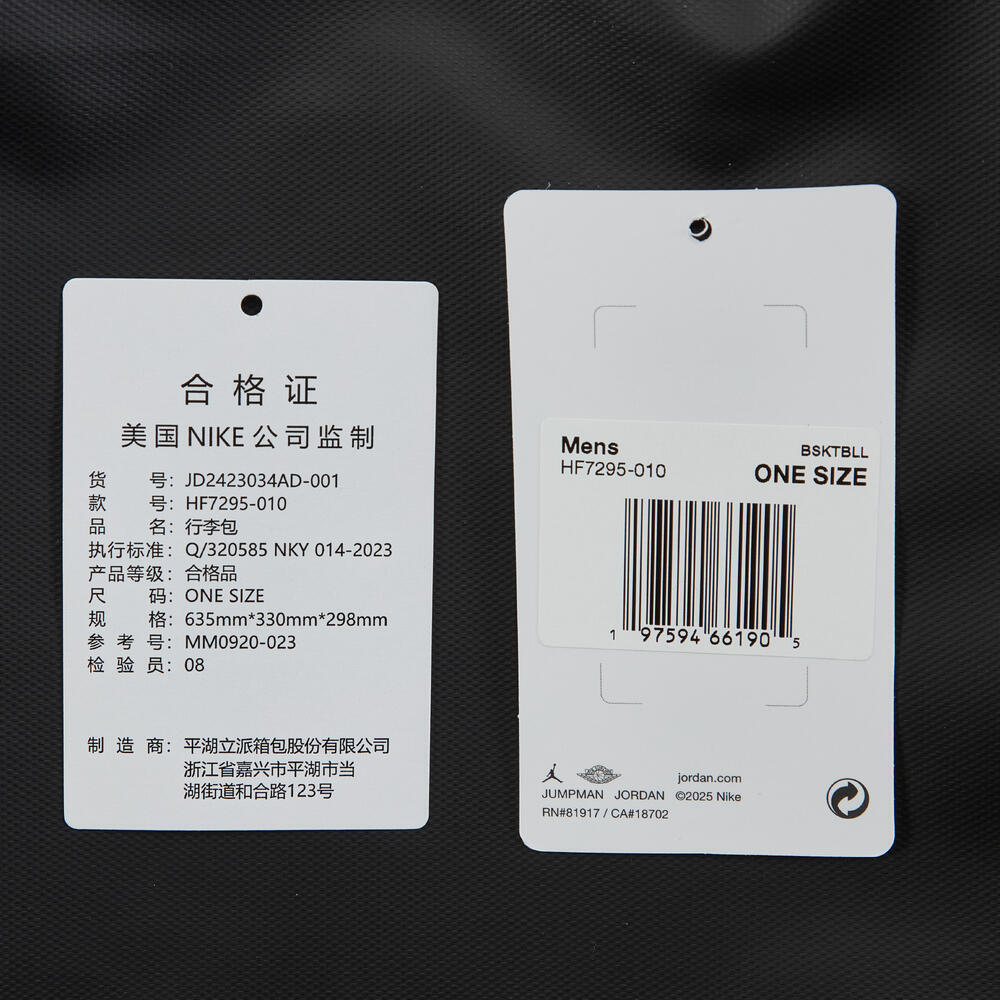 合格证
美国NIKE公司监制
货 号：JD2423034AD-001
款 号：HF7295-010
品 名：行李包
执行标准：Q/320585 NKY 014-2023
产品等级：合格品
尺 码：ONE SIZE
规 格：635mm*330mm*298mm
参 考 号：MM0920-023
检 验 员：08
制 造 商：平湖立派箱包股份有限公司
浙江省嘉兴市平湖市当
湖街道和合路123号
Mens BSKTBLL
HF7295-010 ONE SIZE
1 97594 66190 5
jordan.com
JUMPMAN JORDAN ©2025 Nike
RN#81917 / CA#18702